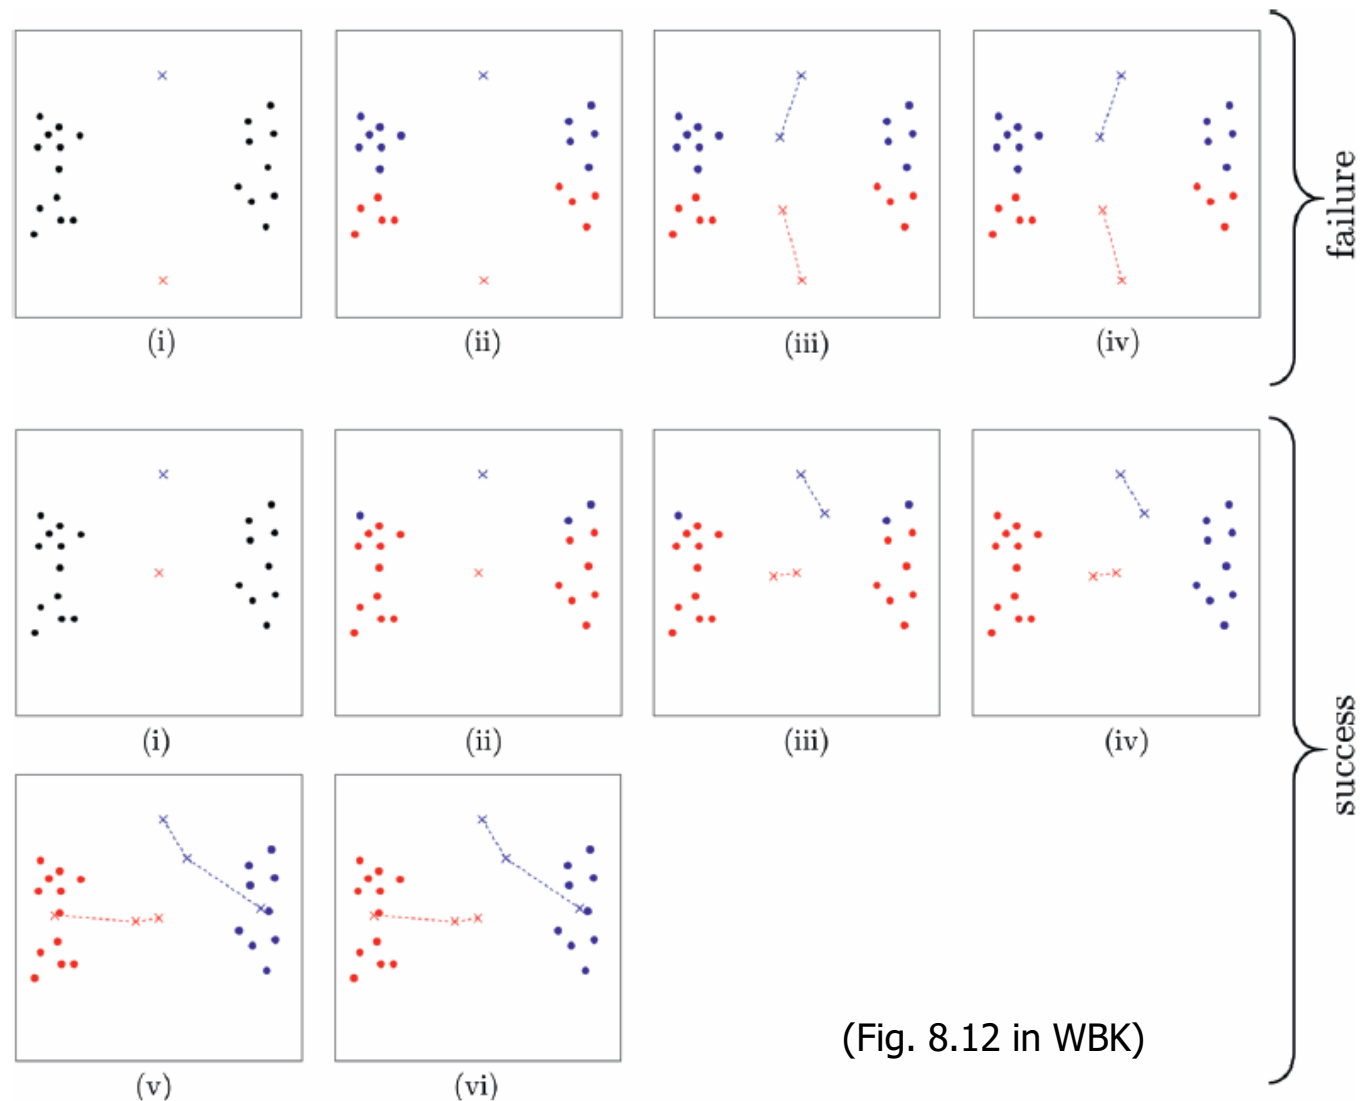 (i)
(ii)
(iii)
(iv)
failure
(i)
(ii)
(iii)
(iv)
success
(v)
(vi)
(Fig. 8.12 in WBK)